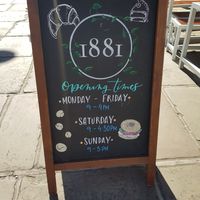 1881
Opening times
MONDAY - FRIDAY
9 - 4PM
SATURDAY
9 - 4:30PM
SUNDAY
9 - 3PM